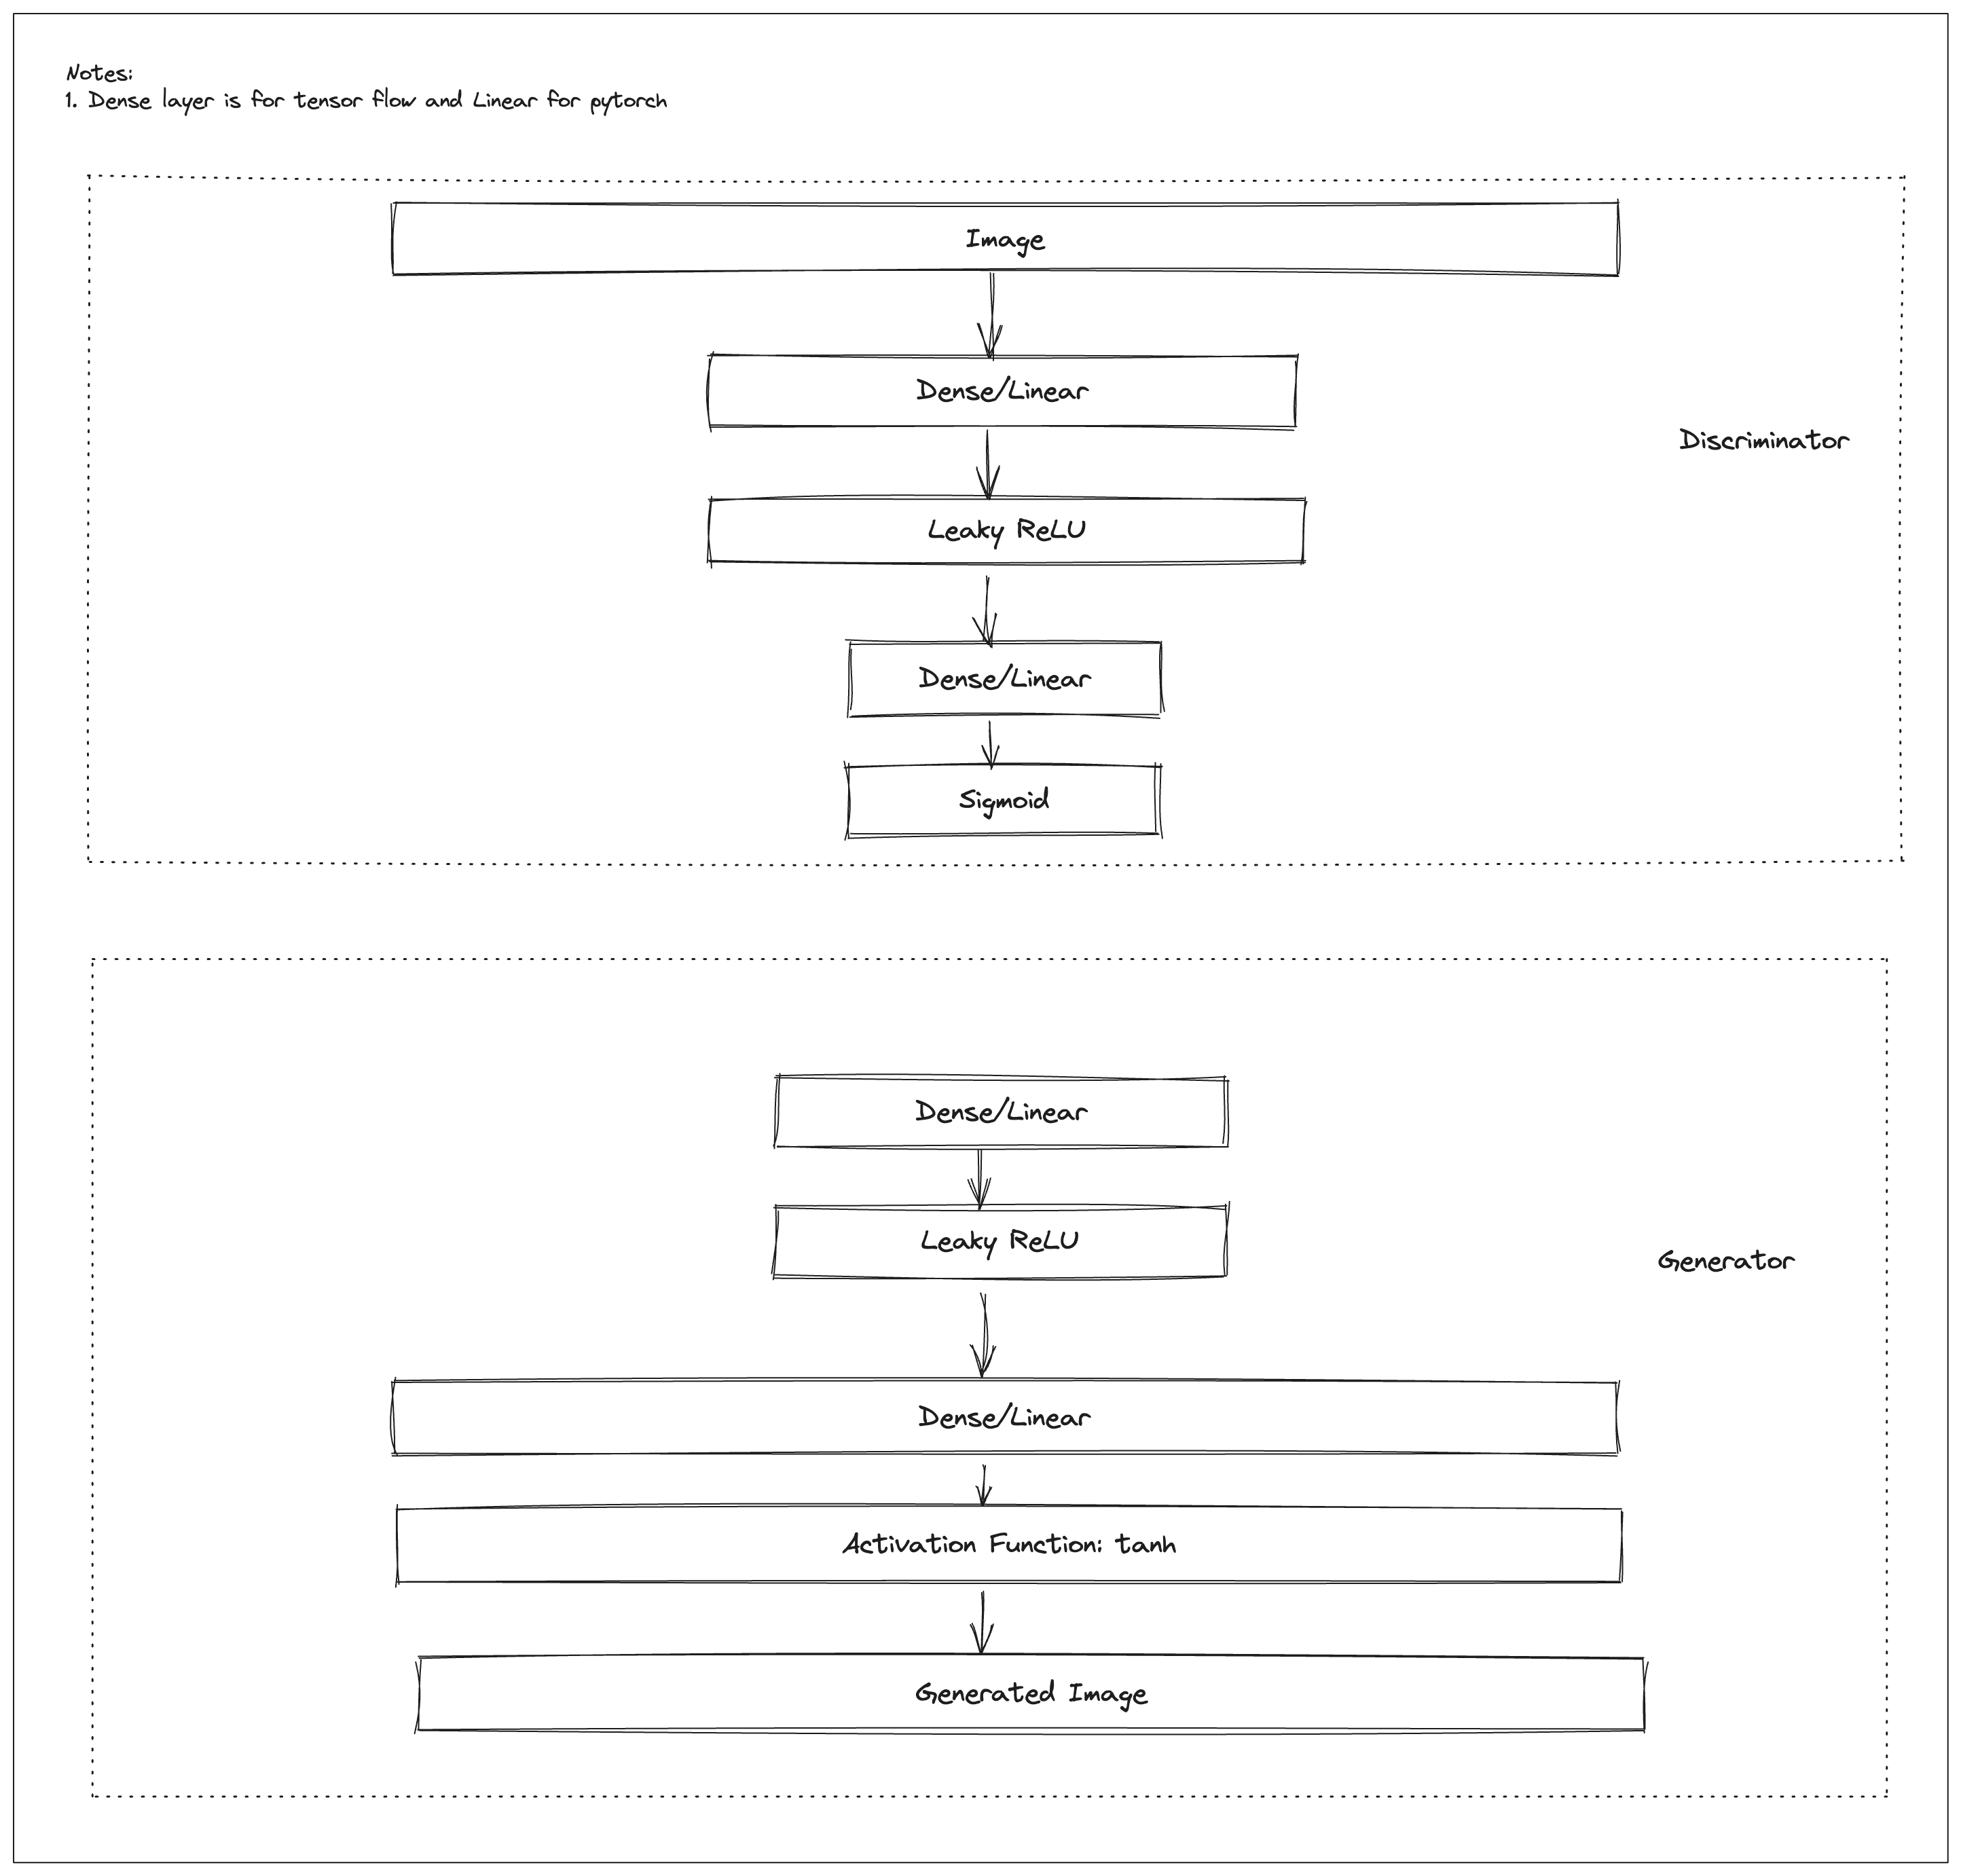 Notes:
1. Dense layer is for tensor flow and Linear for pytorch
Image
Dense/Linear
Discriminator
Leaky ReLU
Dense/Linear
Sigmoid
Dense/Linear
Leaky ReLU
Generator
Dense/Linear
Activation Function: tanh
Generated Image